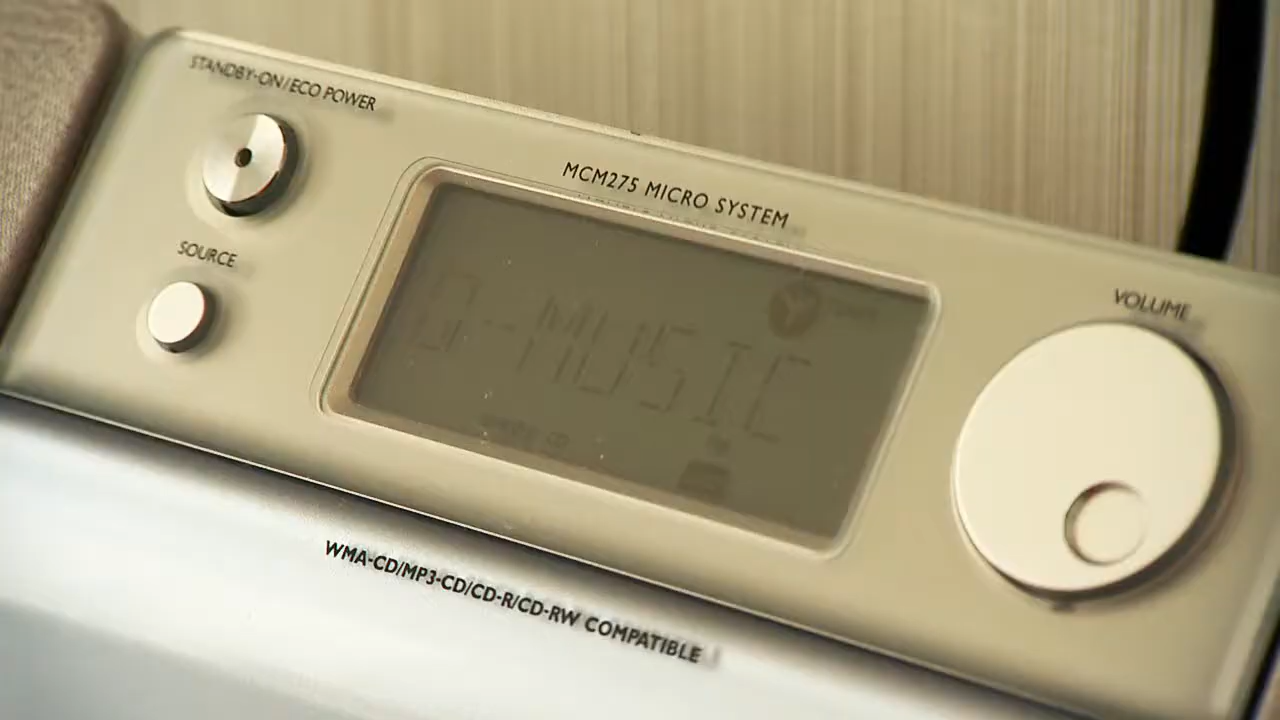 STANDBY-ON/ECO POWER
MCM275 MICRO SYSTEM
SOURCE
VOLUME
-MUSIC
WMA-CD/MP3-CD/CD-R/CD-RW COMPATIBLE